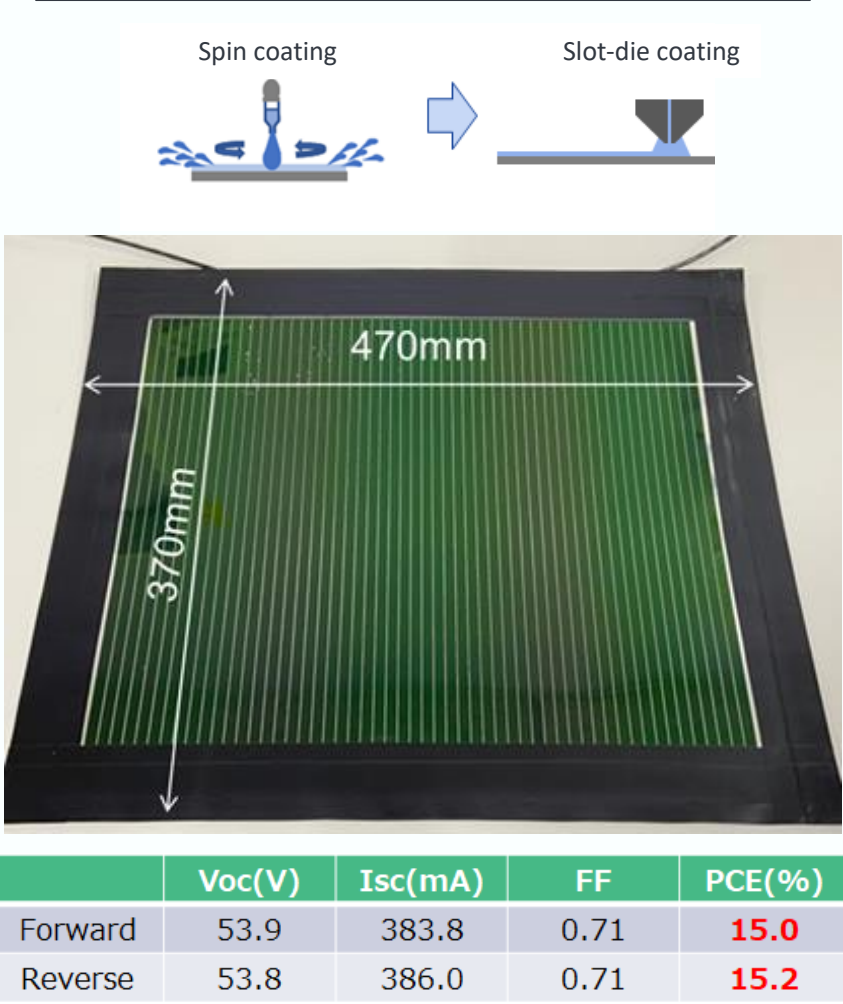 Spin coating
Slot-die coating
470mm
370mm
Voc(V) Isc(mA) FF PCE(%)
Forward 53.9 383.8 0.71 15.0
Reverse 53.8 386.0 0.71 15.2